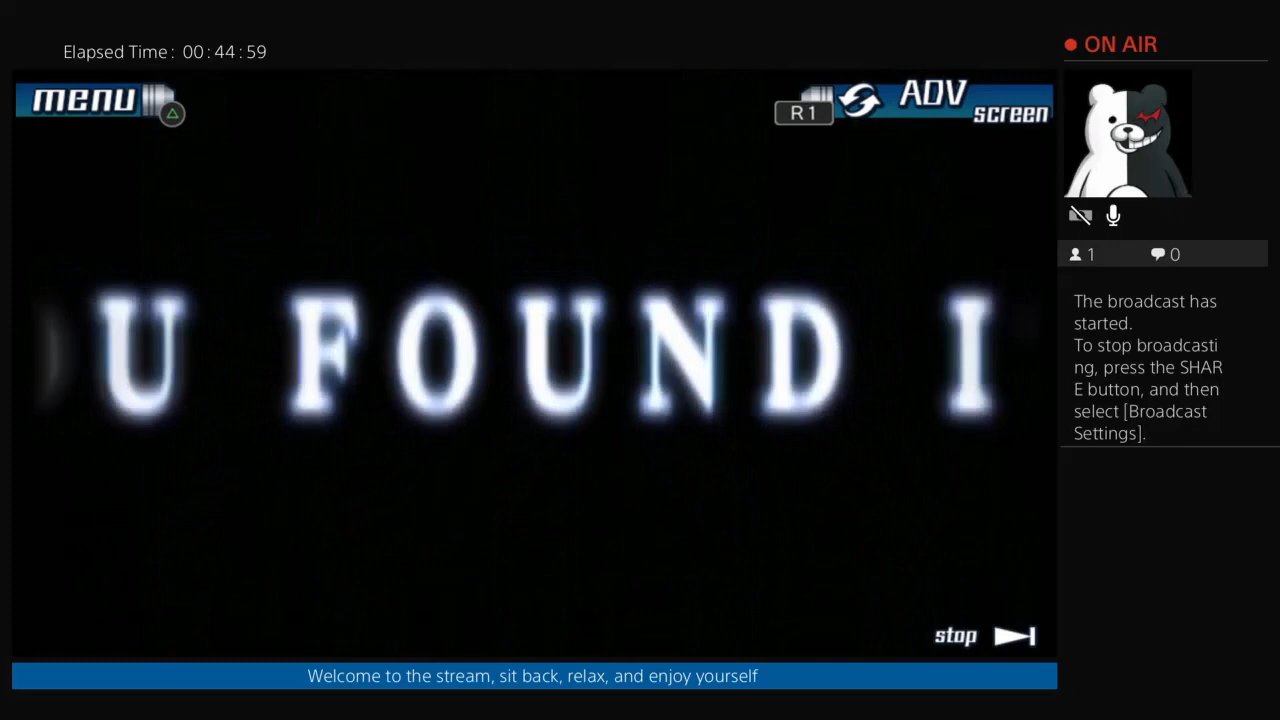 Elapsed Time: 00:44:59
ON AIR
menu
R1
ADV
screen
1
0
The broadcast has
started.
To stop broadcasti
ng, press the SHAR
E button, and then
select [Broadcast
Settings].
U FOUND I
stop
Welcome to the stream, sit back, relax, and enjoy yourself